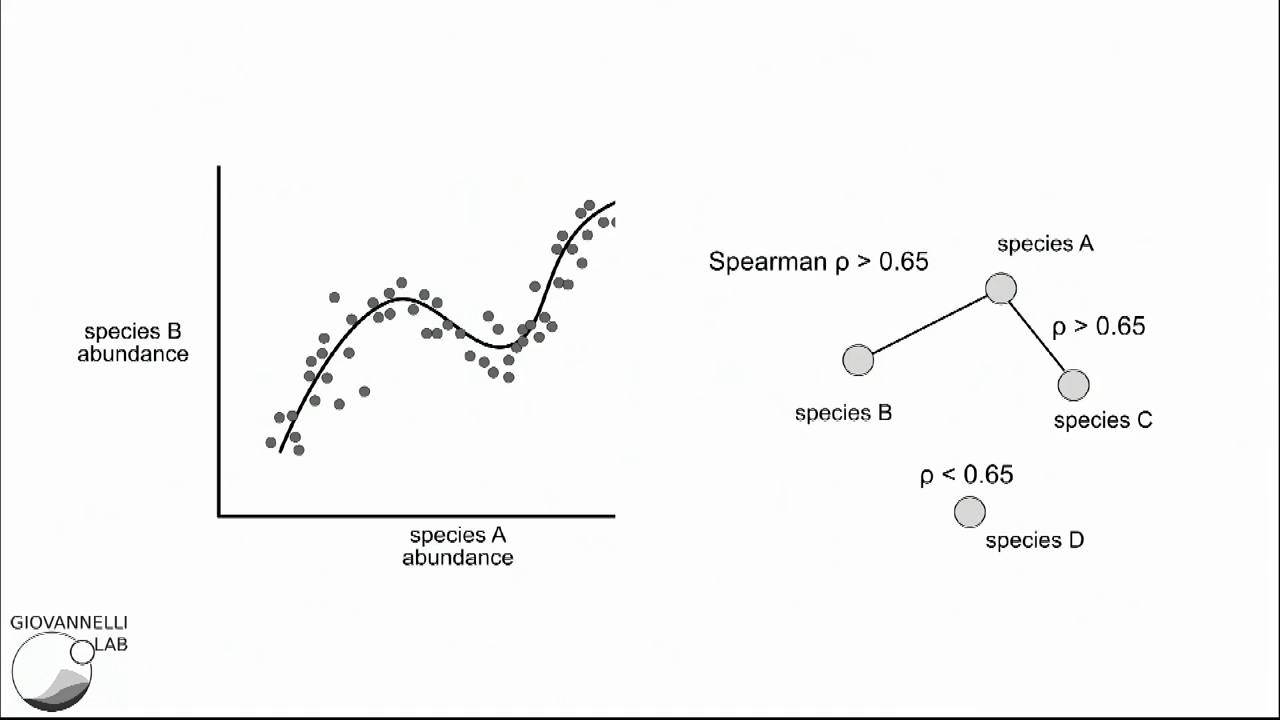 species B
abundance
species A
abundance
Spearman ρ > 0.65
species A
ρ > 0.65
species B
species C
ρ < 0.65
species D
GIOVANNELLI
LAB